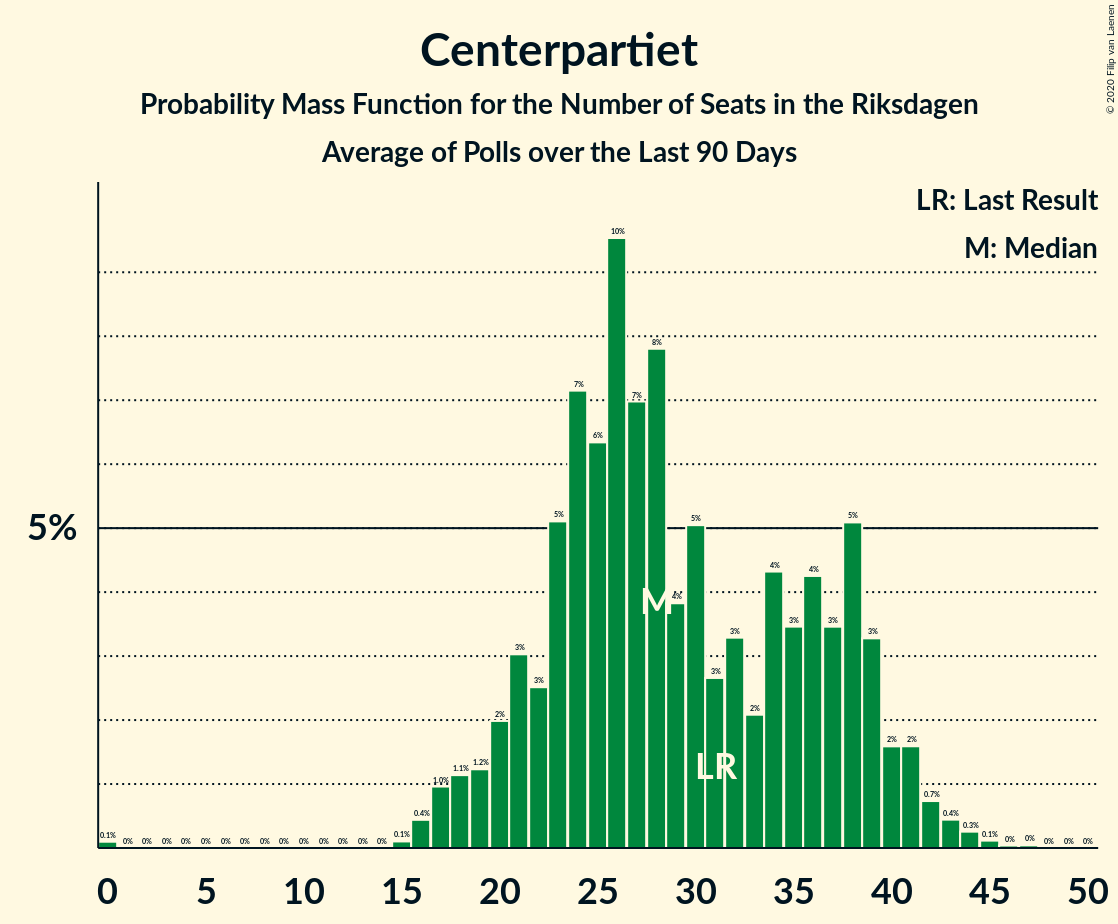 Centerpartiet
Probability Mass Function for the Number of Seats in the Riksdagen
Average of Polls over the Last 90 Days
© 2020 Filip van Laenen
LR: Last Result
M: Median
5%
0.1% 0% 0% 0% 0% 0% 0% 0% 0% 0% 0% 0% 0% 0% 0% 0.1% 0.4% 1.0% 1.1% 1.2% 2% 3% 3% 5% 7% 6% 10% 7% 8% 4% 5% 3% 3% 2% 4% 3% 4% 3% 5% 3% 2% 2% 0.7% 0.4% 0.3% 0.1% 0% 0% 0% 0% 0%
M
LR
0 5 10 15 20 25 30 35 40 45 50